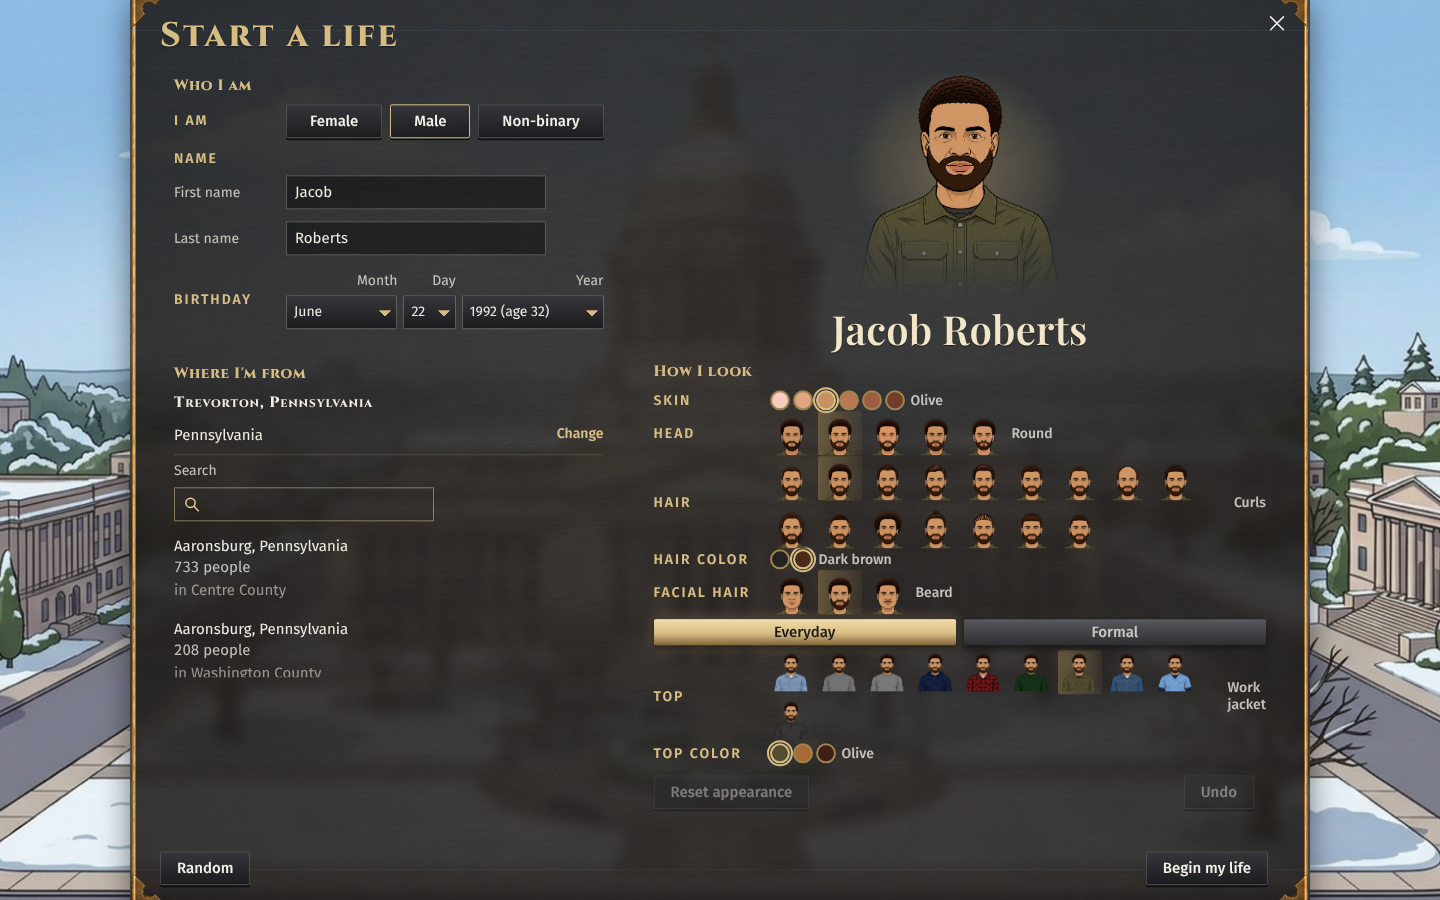 Start a life
Who I am
I AM
Female
Male
Non-binary
NAME
First name
Jacob
Last name
Roberts
Month Day Year
BIRTHDAY
June
22
1992 (age 32)
Where I'm from
Trevorton, Pennsylvania
Pennsylvania
Change
Search
Aaronsburg, Pennsylvania
733 people
in Centre County
Aaronsburg, Pennsylvania
208 people
in Washington County
Jacob Roberts
How I look
SKIN
Olive
HEAD
Round
HAIR
Curls
HAIR COLOR
Dark brown
FACIAL HAIR
Beard
Everyday
Formal
TOP
Work
jacket
TOP COLOR
Olive
Reset appearance
Undo
Random
Begin my life